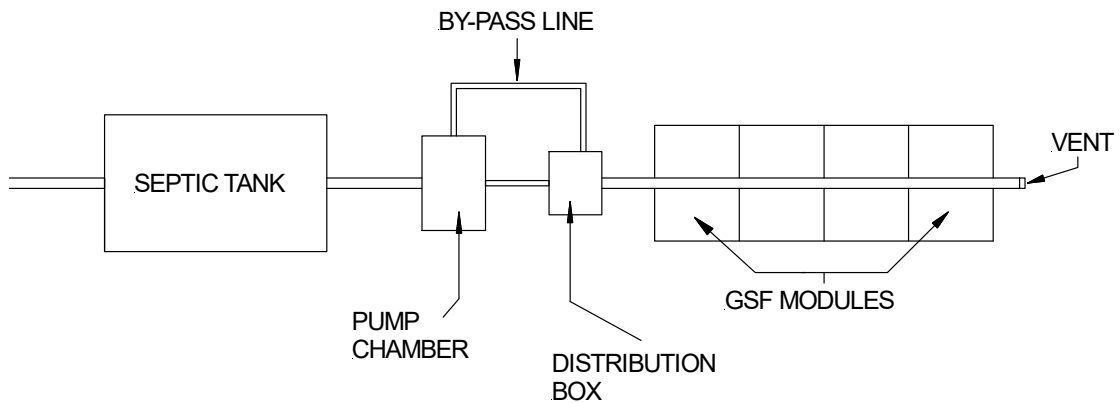 BY-PASS LINE
VENT
SEPTIC TANK
GSF MODULES
PUMP
CHAMBER
DISTRIBUTION
BOX